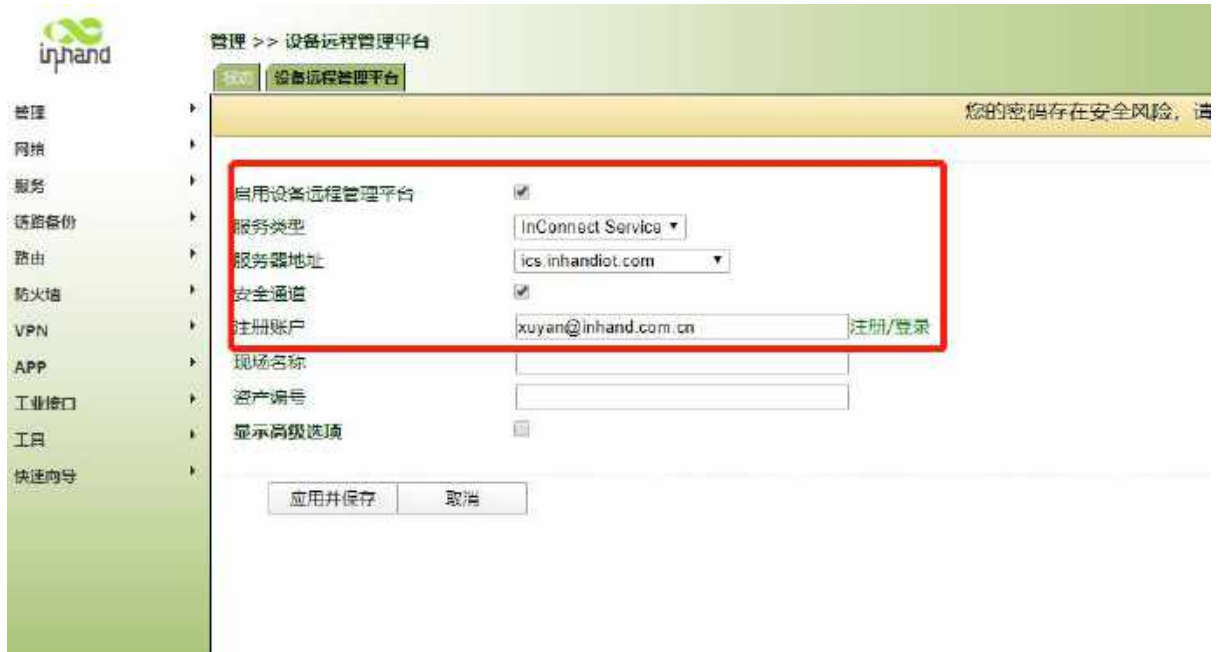 inhand
管理 >> 设备远程管理平台
状态 设备远程管理平台
您的密码存在安全风险，请
管理
网络
服务
链路备份
路由
防火墙
VPN
APP
工业接口
工具
快速向导
启用设备远程管理平台
服务类型 InConnect Service
服务器地址 ics.inhandiot.com
安全通道
注册账户 xuyan@inhand.com.cn 注册/登录
现场名称
资产编号
显示高级选项
应用并保存 取消